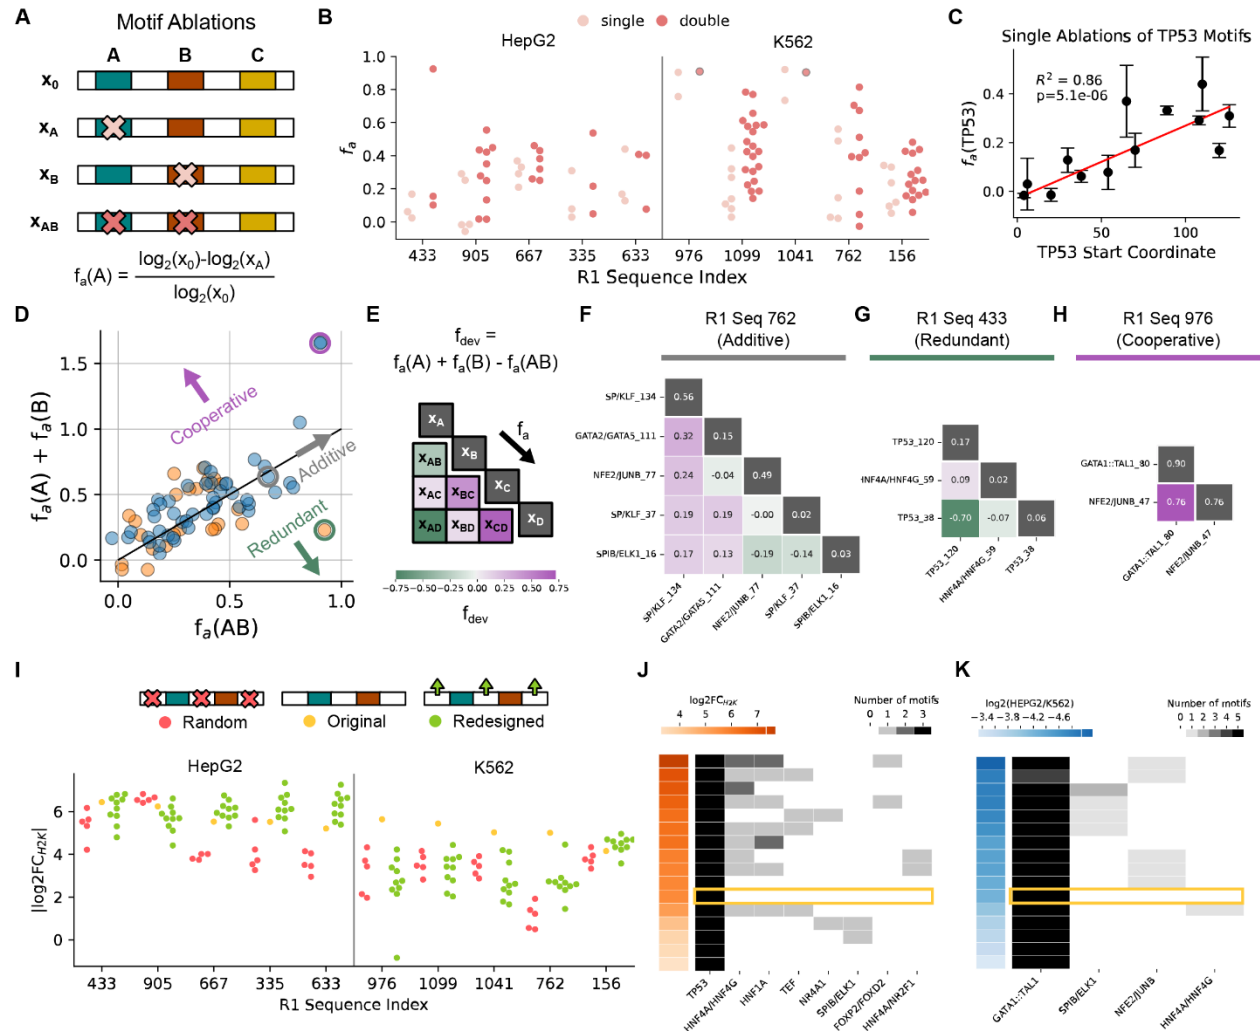 A
Motif Ablations
A B C
x0
xA
xB
xAB
fa(A) = log2(x0)-log2(xA)
log2(x0)
B
single double
HepG2 K562
fa
1.0
0.8
0.6
0.4
0.2
0.0
433 905 667 335 633 976 1099 1041 762 156
R1 Sequence Index
C
Single Ablations of TP53 Motifs
R2 = 0.86
p=5.1e-06
fa(TP53)
0.4
0.2
0.0
0 50 100
TP53 Start Coordinate
D
fa(A) + fa(B)
1.5
1.0
0.5
0.0
Cooperative
Additive
Redundant
0.0 0.5 1.0
fa(AB)
E
fdev =
fa(A) + fa(B) - fa(AB)
fa
xA
xAB xB
xAC xBC xC
xAD xBD xCD xD
−0.75 −0.50 −0.25 0.00 0.25 0.50 0.75
fdev
F
R1 Seq 762
(Additive)
SP/KLF_134 0.56
GATA2/GATA5_111 0.32 0.15
NFE2/JUNB_77 0.24 -0.04 0.49
SP/KLF_37 0.19 0.19 -0.00 0.02
SPIB/ELK1_16 0.17 0.13 -0.19 -0.14 0.03
SP/KLF_134 GATA2/GATA5_111 NFE2/JUNB_77 SP/KLF_37 SPIB/ELK1_16
G
R1 Seq 433
(Redundant)
TP53_120 0.17
HNF4A/HNF4G_59 0.09 0.02
TP53_38 -0.70 -0.07 0.06
TP53_120 HNF4A/HNF4G_59 TP53_38
H
R1 Seq 976
(Cooperative)
GATA1::TAL1_80 0.90
NFE2/JUNB_47 0.76 0.76
GATA1::TAL1_80 NFE2/JUNB_47
I
Random Original Redesigned
HepG2 K562
|log2FCH2K|
6
4
2
0
433 905 667 335 633 976 1099 1041 762 156
R1 Sequence Index
J
log2FCH2K
4 5 6 7
Number of motifs
0 1 2 3
TP53 HNF4A/HNF4G HNF1A TEF NR4A1 SPIB/ELK1 FOXP2/FOXD2 HNF4A/NR2F1
K
log2(HEPG2/K562)
−3.4 −3.8 −4.2 −4.6
Number of motifs
0 1 2 3 4 5
GATA1::TAL1 SPIB/ELK1 NFE2/JUNB HNF4A/HNF4G